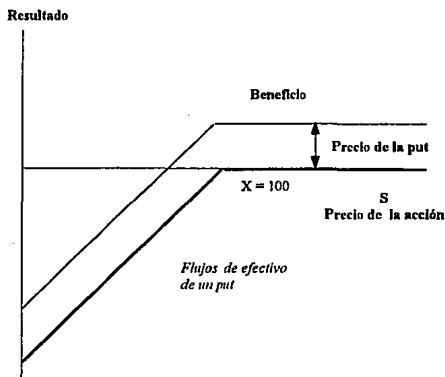 Resultado
Beneficio
Precio de la put
X = 100
S
Precio de la acción
Flujos de efectivo
de un put